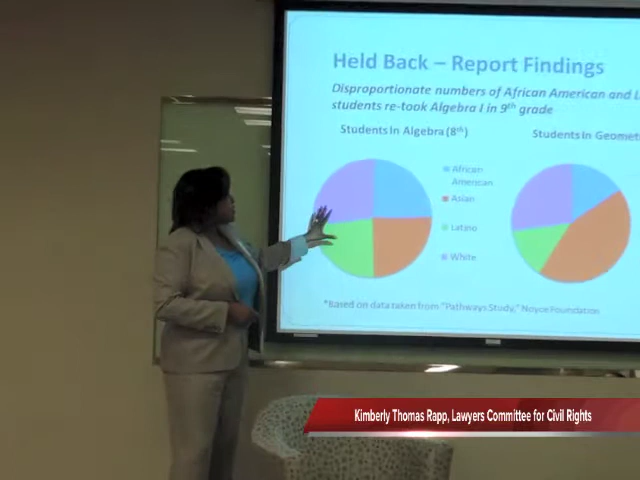 Held Back – Report Findings
Disproportionate numbers of African American and L
students re-took Algebra I in 9th grade
Students in Algebra (8th)
Students in Geomet
African
American
Asian
Latino
White
*Based on data taken from "Pathways Study," Noyce Foundation
Kimberly Thomas Rapp, Lawyers Committee for Civil Rights